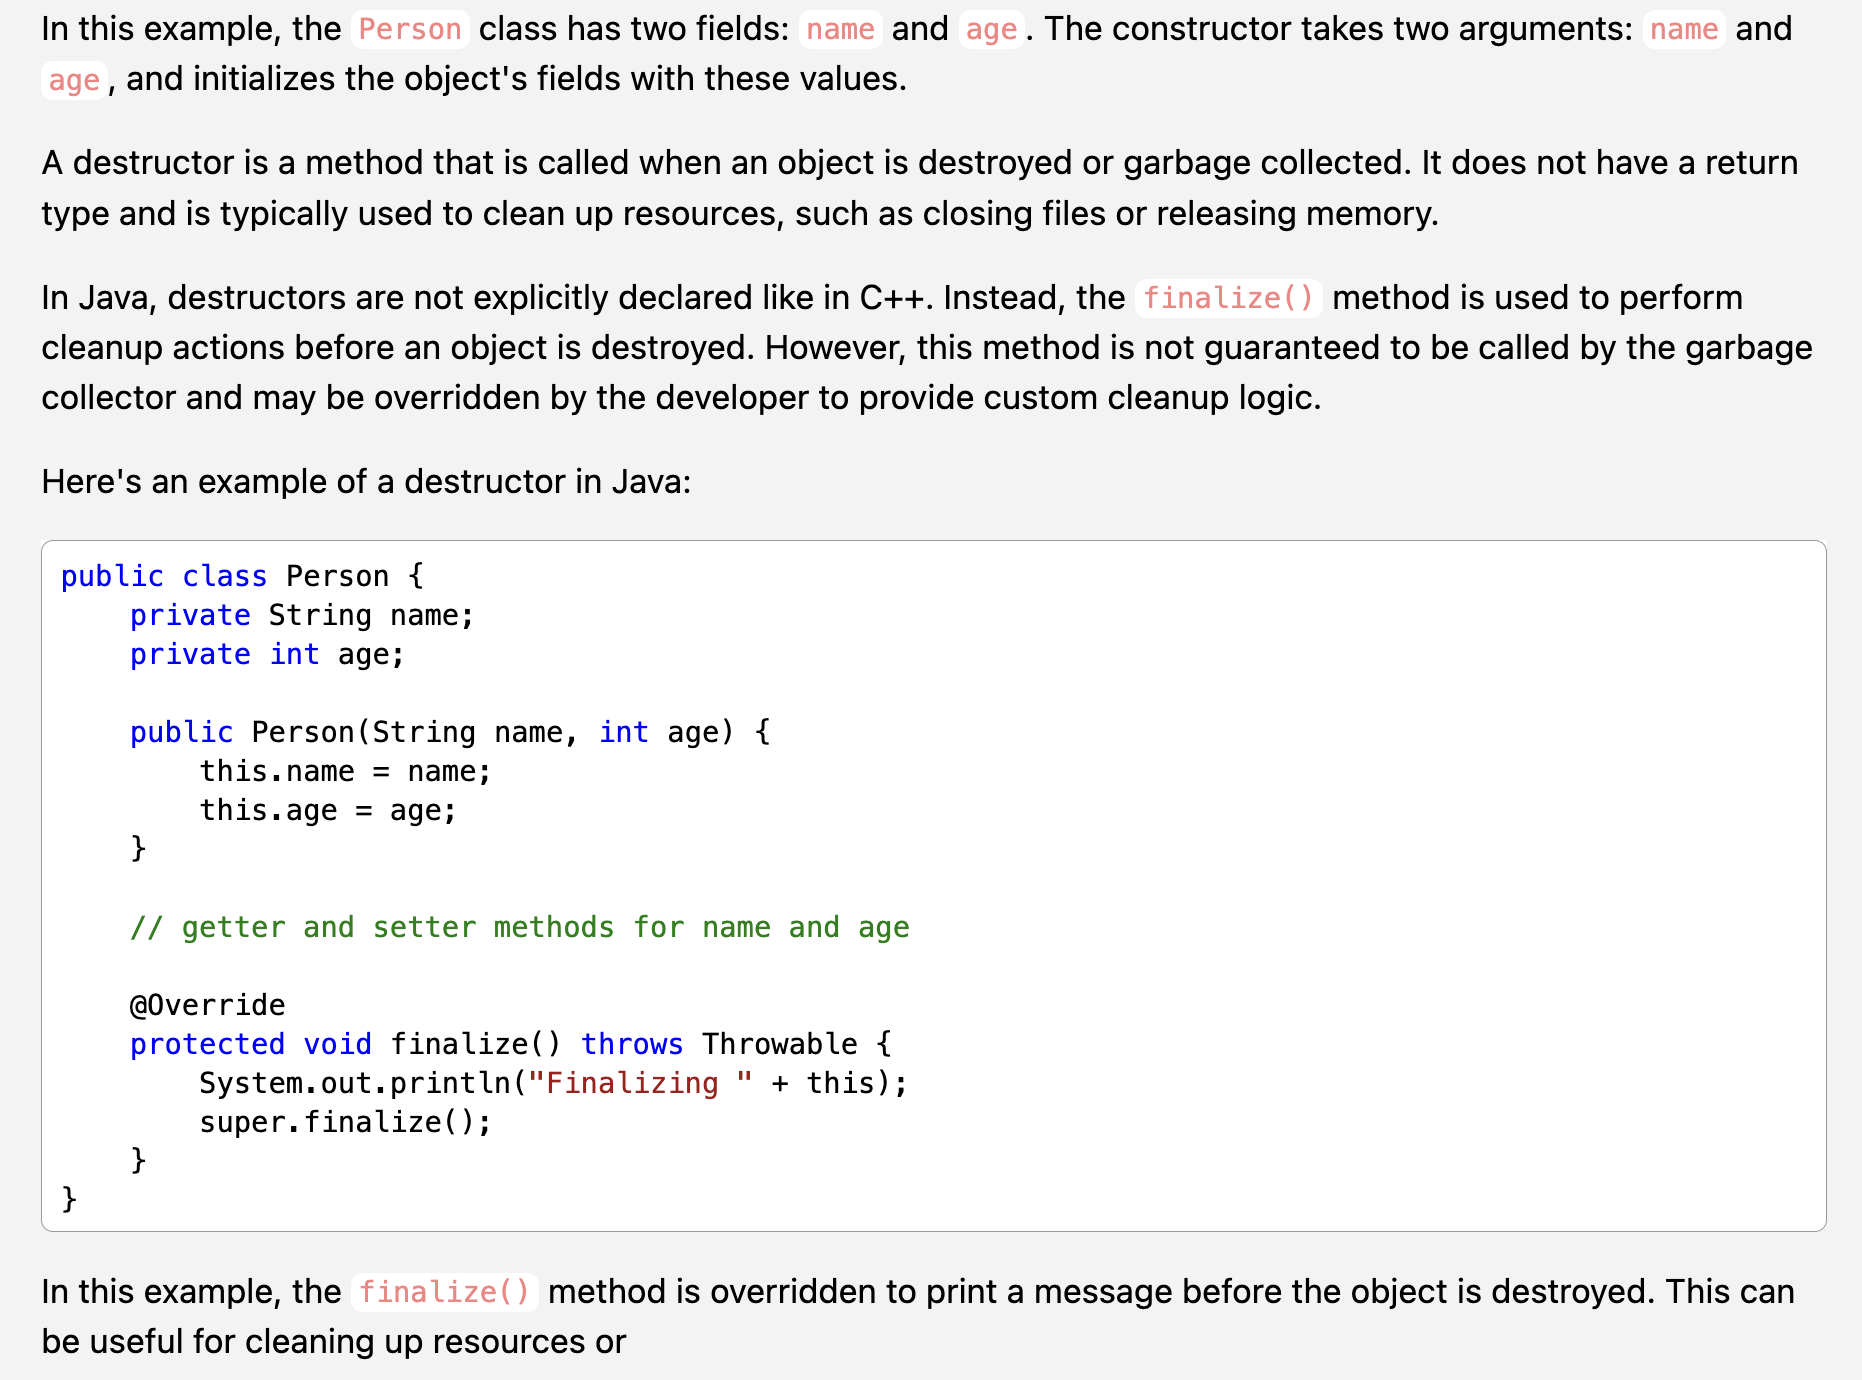 In this example, the Person class has two fields: name and age. The constructor takes two arguments: name and
age, and initializes the object's fields with these values.
A destructor is a method that is called when an object is destroyed or garbage collected. It does not have a return
type and is typically used to clean up resources, such as closing files or releasing memory.
In Java, destructors are not explicitly declared like in C++. Instead, the finalize() method is used to perform
cleanup actions before an object is destroyed. However, this method is not guaranteed to be called by the garbage
collector and may be overridden by the developer to provide custom cleanup logic.
Here's an example of a destructor in Java:
public class Person {
    private String name;
    private int age;

    public Person(String name, int age) {
        this.name = name;
        this.age = age;
    }

    // getter and setter methods for name and age

    @Override
    protected void finalize() throws Throwable {
        System.out.println("Finalizing " + this);
        super.finalize();
    }
}
In this example, the finalize() method is overridden to print a message before the object is destroyed. This can
be useful for cleaning up resources or